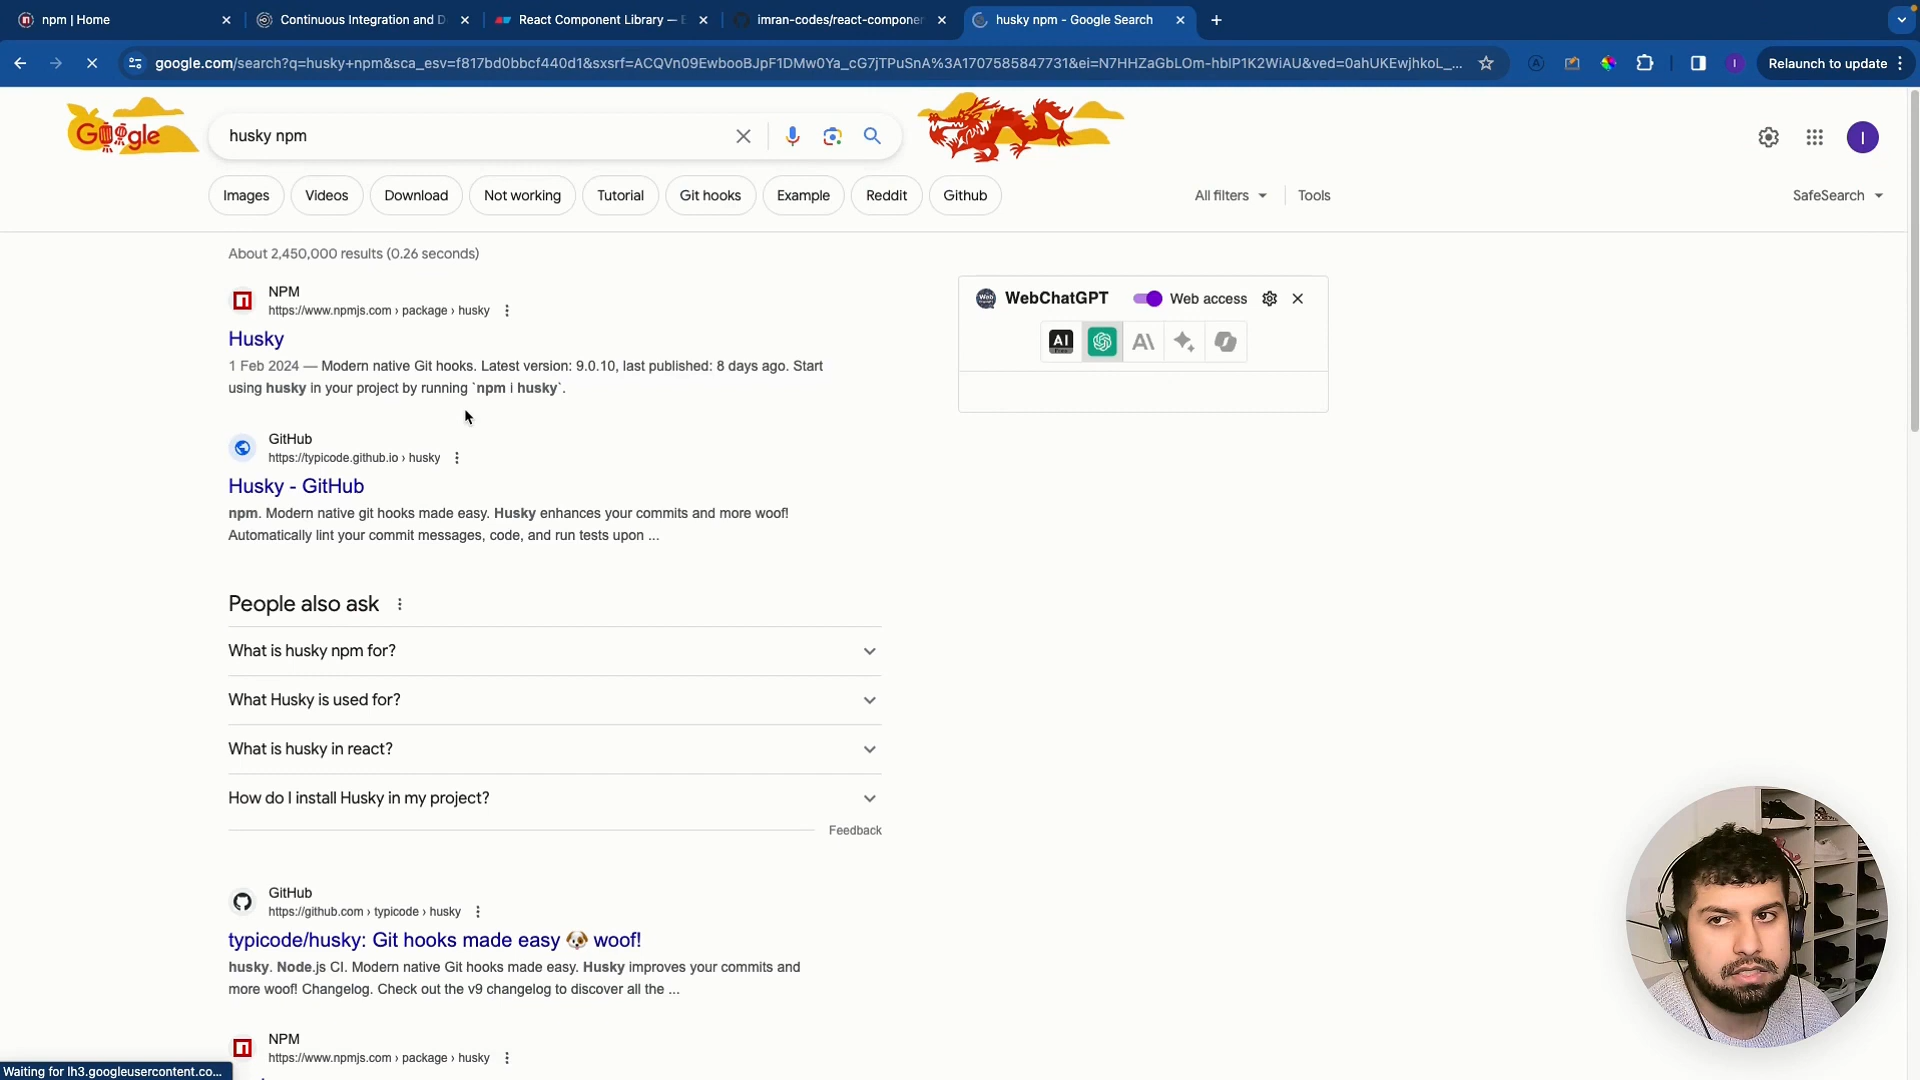 npm | Home
Continuous Integration and D
React Component Library — E
imran-codes/react-componen
husky npm - Google Search
google.com/search?q=husky+npm&sca_esv=f817bd0bbcf440d1&sxsrf=ACQVn09EwbooBJpF1DMw0Ya_cG7jTPuSnA%3A1707585847731&ei=N7HHZaGbLOm-hbIP1K2WiAU&ved=0ahUKEwjhkoL_...
Relaunch to update
Google
husky npm
I
Images
Videos
Download
Not working
Tutorial
Git hooks
Example
Reddit
Github
All filters
Tools
SafeSearch
About 2,450,000 results (0.26 seconds)
NPM
https://www.npmjs.com › package › husky
Husky
1 Feb 2024 — Modern native Git hooks. Latest version: 9.0.10, last published: 8 days ago. Start
using husky in your project by running `npm i husky`.
WebChatGPT
Web access
AI
GitHub
https://typicode.github.io › husky
Husky - GitHub
npm. Modern native git hooks made easy. Husky enhances your commits and more woof!
Automatically lint your commit messages, code, and run tests upon ...
People also ask
What is husky npm for?
What Husky is used for?
What is husky in react?
How do I install Husky in my project?
Feedback
GitHub
https://github.com › typicode › husky
typicode/husky: Git hooks made easy 🐶 woof!
husky. Node.js CI. Modern native Git hooks made easy. Husky improves your commits and
more woof! Changelog. Check out the v9 changelog to discover all the ...
NPM
https://www.npmjs.com › package › husky
Waiting for lh3.googleusercontent.co...